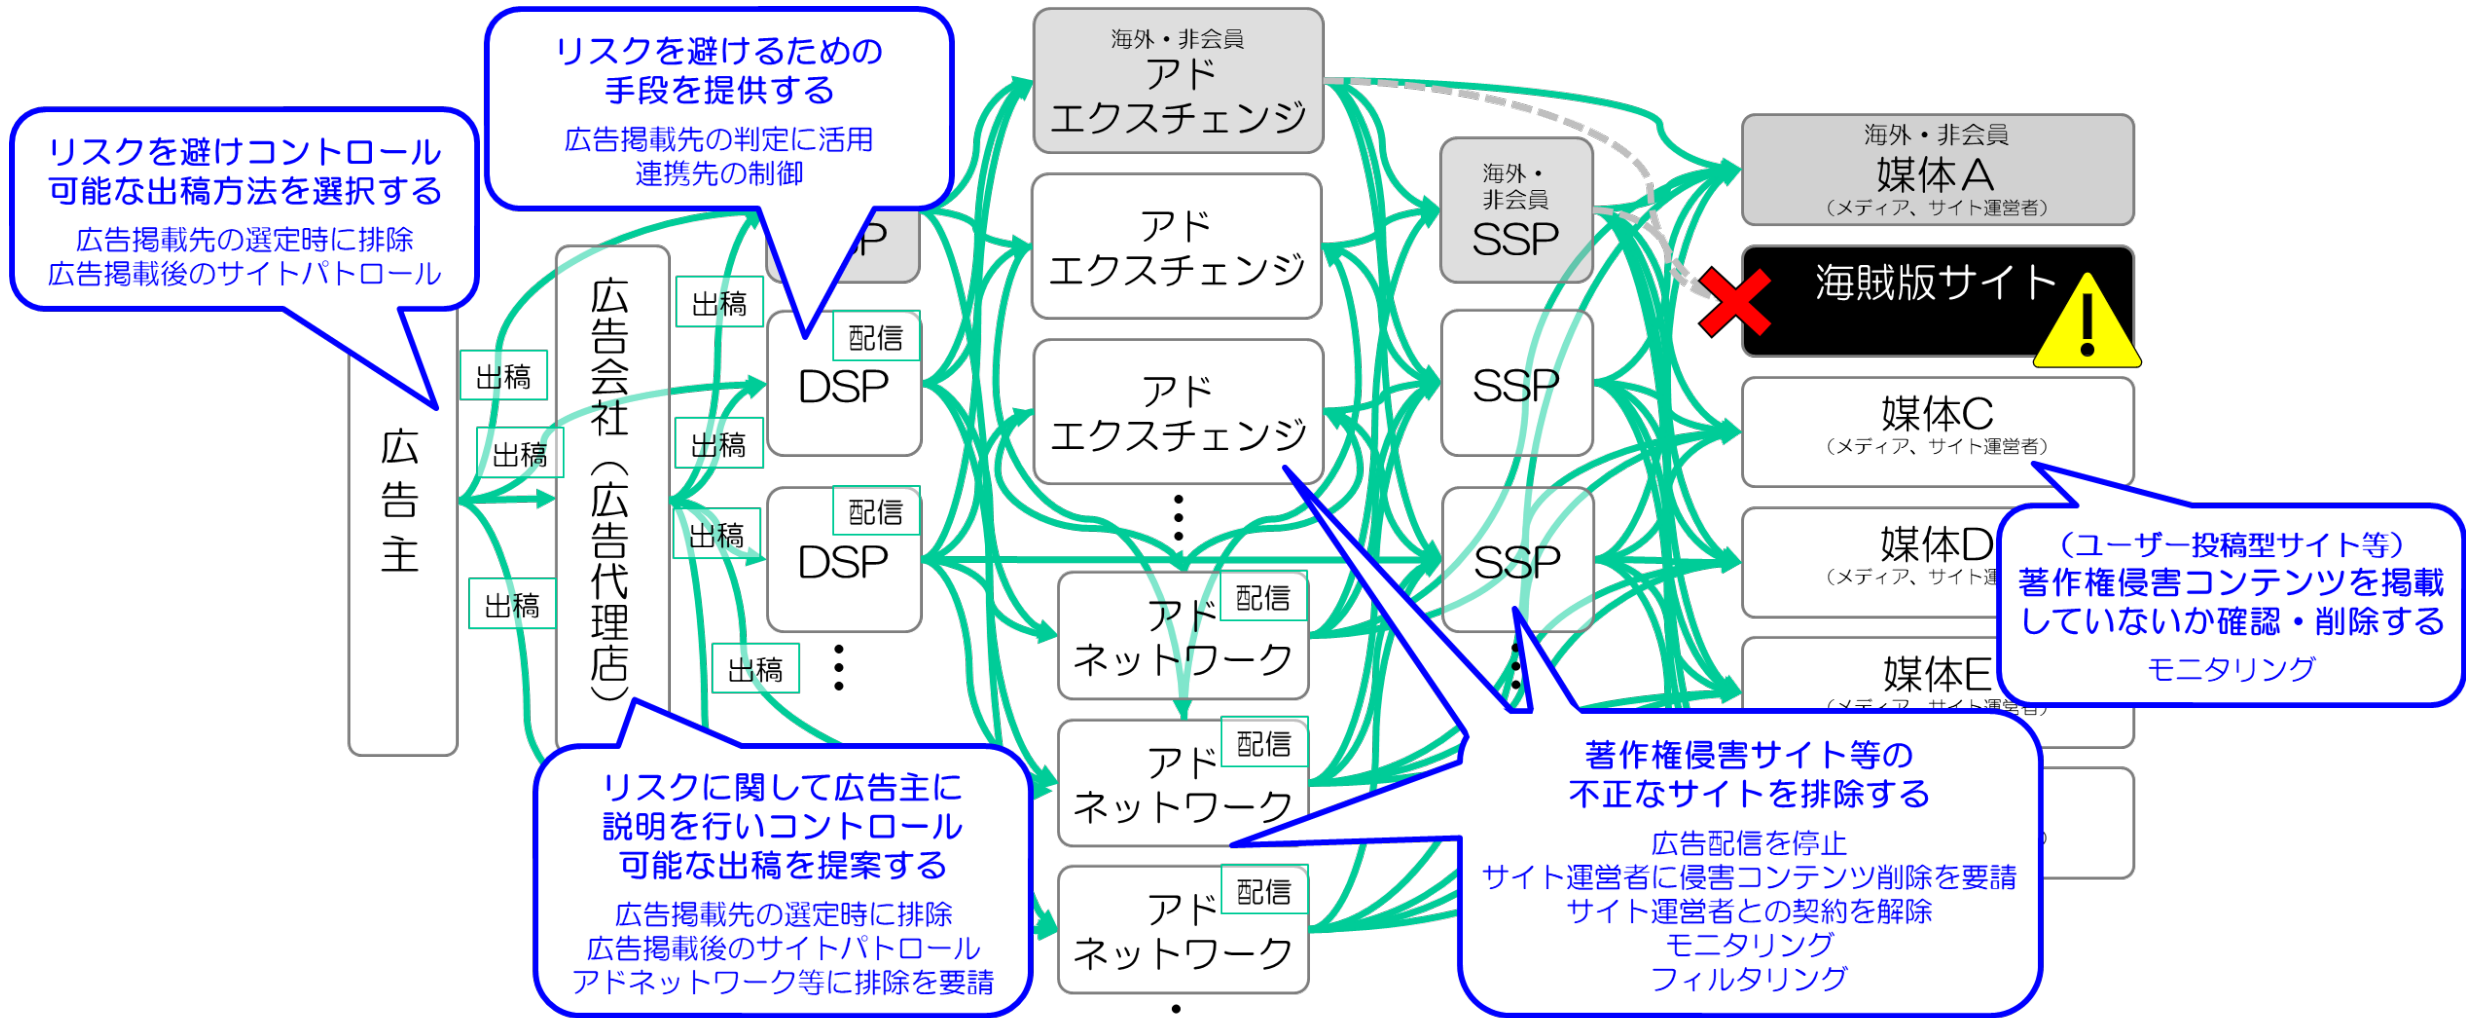 リスクを避けコントロール
可能な出稿方法を選択する
広告掲載先の選定時に排除
広告掲載後のサイトパトロール
リスクを避けるための
手段を提供する
広告掲載先の判定に活用
連携先の制御
広告主
出稿
出稿
出稿
広告会社（広告代理店）
出稿
出稿
出稿
出稿
P
配信
DSP
配信
DSP
海外・非会員
アド
エクスチェンジ
アド
エクスチェンジ
アド
エクスチェンジ
配信
アド
ネットワーク
配信
アド
ネットワーク
配信
アド
ネットワーク
海外・
非会員
SSP
SSP
SSP
海外・非会員
媒体A
（メディア、サイト運営者）
海賊版サイト
媒体C
（メディア、サイト運営者）
媒体D
（メディア、サイト運
媒体E
（メディア、サイト運営者）
リスクに関して広告主に
説明を行いコントロール
可能な出稿を提案する
広告掲載先の選定時に排除
広告掲載後のサイトパトロール
アドネットワーク等に排除を要請
著作権侵害サイト等の
不正なサイトを排除する
広告配信を停止
サイト運営者に侵害コンテンツ削除を要請
サイト運営者との契約を解除
モニタリング
フィルタリング
（ユーザー投稿型サイト等）
著作権侵害コンテンツを掲載
していないか確認・削除する
モニタリング